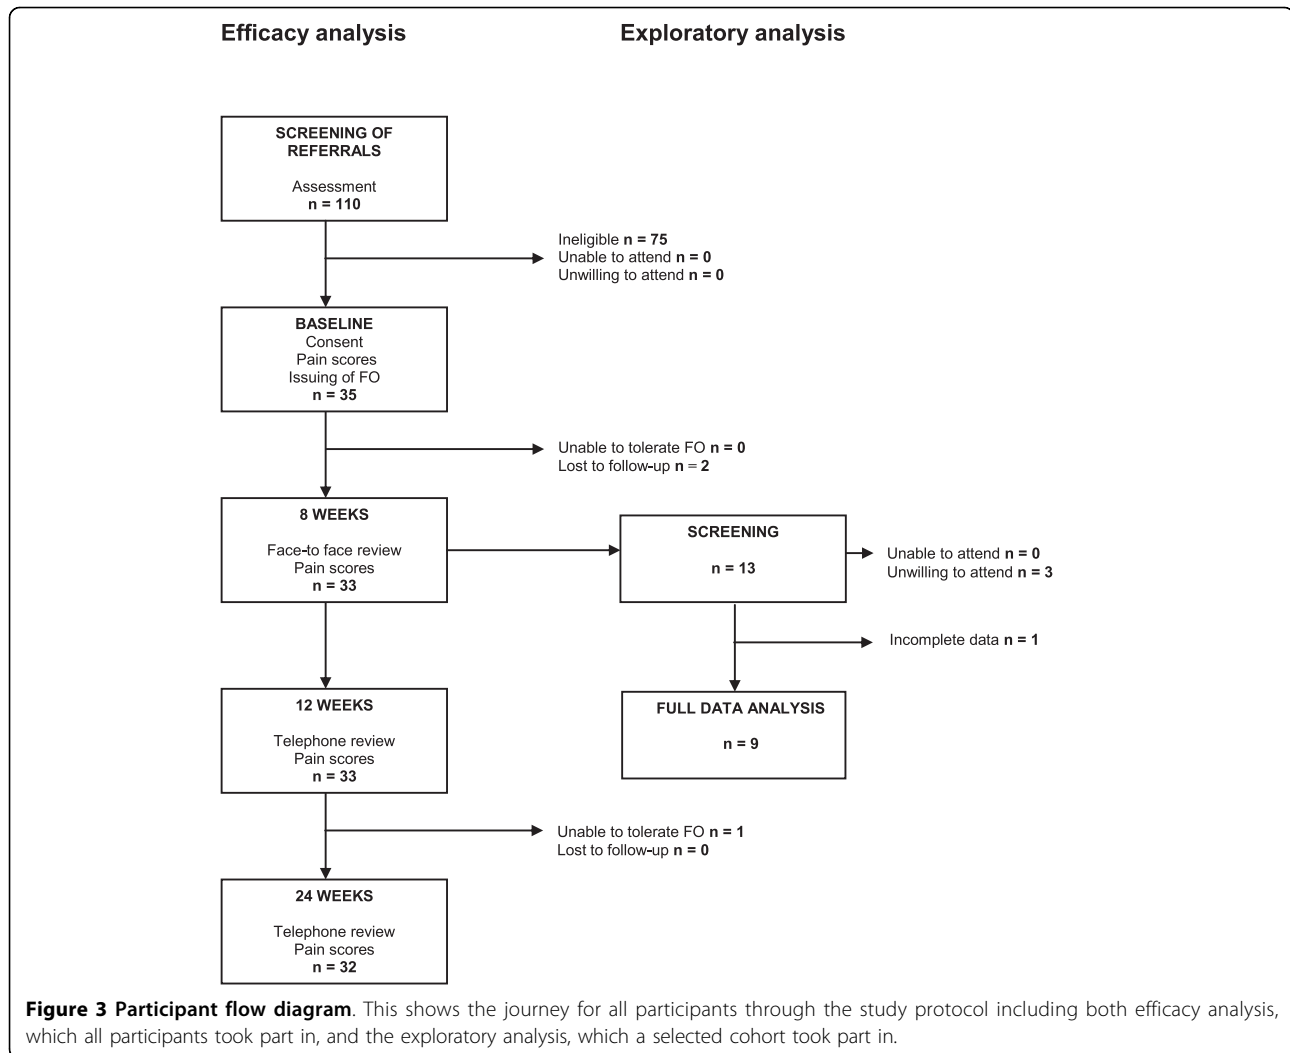 Efficacy analysis
Exploratory analysis
SCREENING OF
REFERRALS
Assessment
n = 110
Ineligible n = 75
Unable to attend n = 0
Unwilling to attend n = 0
BASELINE
Consent
Pain scores
Issuing of FO
n = 35
Unable to tolerate FO n = 0
Lost to follow-up n = 2
8 WEEKS
Face-to face review
Pain scores
n = 33
SCREENING
n = 13
Unable to attend n = 0
Unwilling to attend n = 3
Incomplete data n = 1
FULL DATA ANALYSIS
n = 9
12 WEEKS
Telephone review
Pain scores
n = 33
Unable to tolerate FO n = 1
Lost to follow-up n = 0
24 WEEKS
Telephone review
Pain scores
n = 32
Figure 3 Participant flow diagram. This shows the journey for all participants through the study protocol including both efficacy analysis,
which all participants took part in, and the exploratory analysis, which a selected cohort took part in.